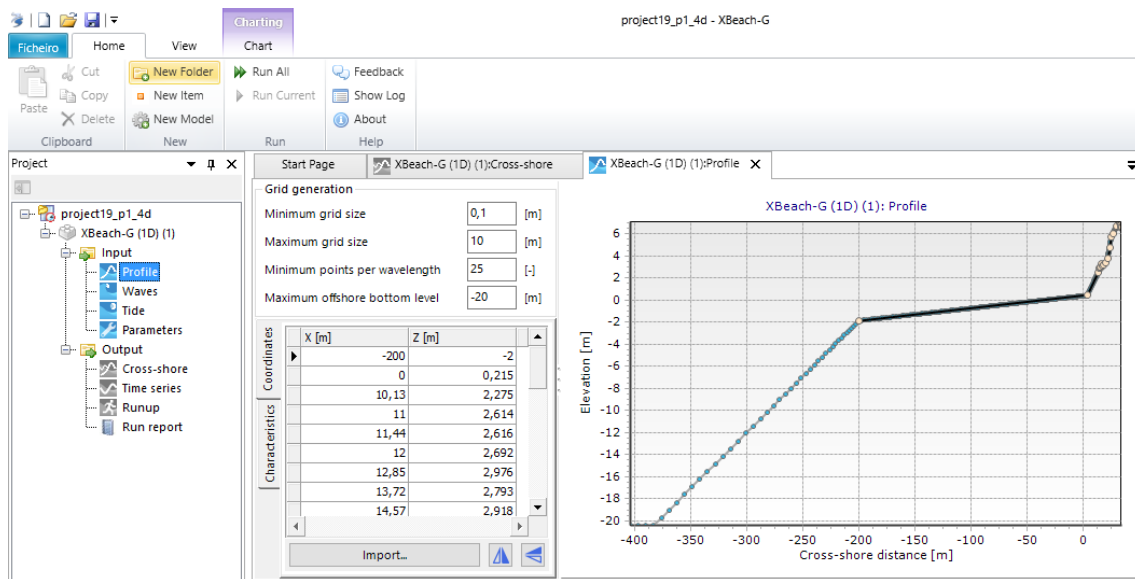 project19_p1_4d - XBeach-G
Charting
Ficheiro Home View Chart
Paste
Cut
Copy
Delete
Clipboard
New Folder
New Item
New Model
New
Run All
Run Current
Run
Feedback
Show Log
About
Help
Project
project19_p1_4d
XBeach-G (1D) (1)
Input
Profile
Waves
Tide
Parameters
Output
Cross-shore
Time series
Runup
Run report
Start Page XBeach-G (1D) (1):Cross-shore XBeach-G (1D) (1):Profile
Grid generation
Minimum grid size 0,1 [m]
Maximum grid size 10 [m]
Minimum points per wavelength 25 [-]
Maximum offshore bottom level -20 [m]
Coordinates
Characteristics
X [m] Z [m]
-200 -2
0 0,215
10,13 2,275
11 2,614
11,44 2,616
12 2,692
12,85 2,976
13,72 2,793
14,57 2,918
Import...
XBeach-G (1D) (1): Profile
Elevation [m]
6
4
2
0
-2
-4
-6
-8
-10
-12
-14
-16
-18
-20
-400 -350 -300 -250 -200 -150 -100 -50 0
Cross-shore distance [m]